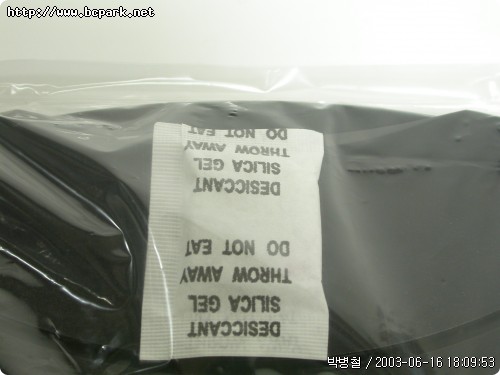 http://www.bcpark.net
DESICCANT
SILICA GEL
THROW AWAY
DO NOT EAT
DESICCANT
SILICA GEL
THROW AWAY
DO NOT EAT
박병철 / 2003-06-16 18:09:53